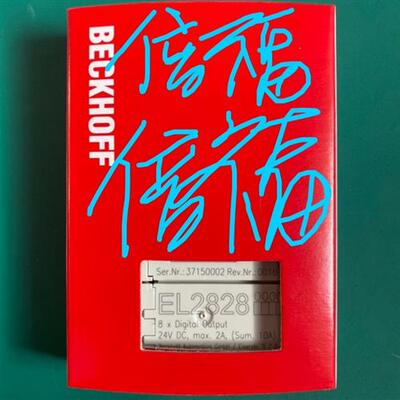 BECKHOFF
倍福
倍福
Ser.Nr.: 37150002 Rev.Nr.: 0016
EL2828
8 x Digital Output
24V DC, max. 2A, (Sum. 10A)